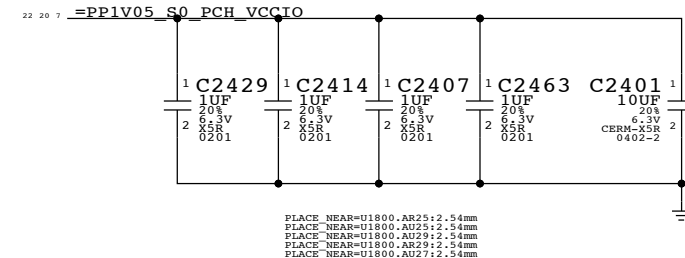 22 20 7 =PP1V05_S0_PCH_VCCIO
1 C2429
1UF
20%
6.3V
2 X5R
0201
1 C2414
1UF
20%
6.3V
2 X5R
0201
1 C2407
1UF
20%
6.3V
2 X5R
0201
1 C2463
1UF
20%
6.3V
2 X5R
0201
C2401 1
10UF
20%
6.3V
CERM-X5R 2
0402-2
PLACE_NEAR=U1800.AR25:2.54mm
PLACE_NEAR=U1800.AU25:2.54mm
PLACE_NEAR=U1800.AU29:2.54mm
PLACE_NEAR=U1800.AR29:2.54mm
PLACE_NEAR=U1800.AU27:2.54mm